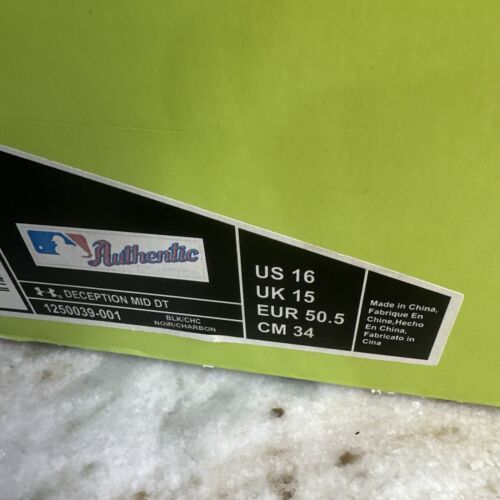 Authentic
DECEPTION MID DT
1250039-001
BLK/CHC
NOIR/CHARBON
US 16
UK 15
EUR 50.5
CM 34
Made in China,
Fabrique En
Chine,Hecho
En China,
Fabricato in
Cina